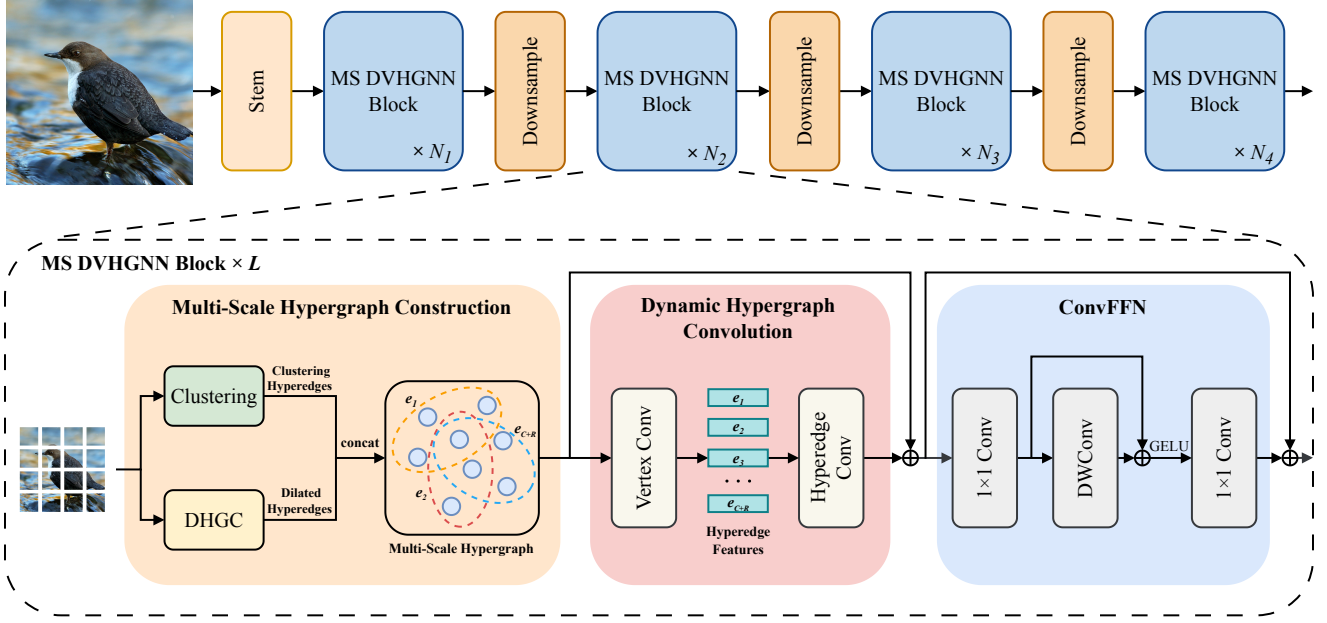 Stem
MS DVHGNN
Block
× N1
Downsample
MS DVHGNN
Block
× N2
Downsample
MS DVHGNN
Block
× N3
Downsample
MS DVHGNN
Block
× N4
MS DVHGNN Block × L
Multi-Scale Hypergraph Construction
Clustering
Clustering
Hyperedges
DHGC
Dilated
Hyperedges
concat
e1
eC+R
e2
Multi-Scale Hypergraph
Dynamic Hypergraph
Convolution
Vertex Conv
e1
e2
e3
...
eC+R
Hyperedge
Features
Hyperedge
Conv
ConvFFN
1×1 Conv
DWConv
GELU
1×1 Conv